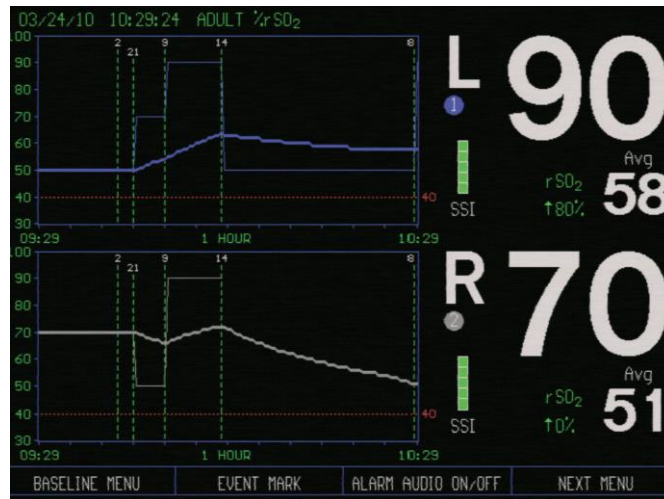 03/24/10 10:29:24 ADULT %rSO₂
2 21 9 14 8
100
90
80
70
60
50
40
30
40
09:29 1 HOUR 10:29
L
1
90
SSI
rSO₂
↑80%
Avg
58
2 21 9 14 8
100
90
80
70
60
50
40
30
40
09:29 1 HOUR 10:29
R
2
70
SSI
rSO₂
↑0%
Avg
51
BASELINE MENU EVENT MARK ALARM AUDIO ON/OFF NEXT MENU